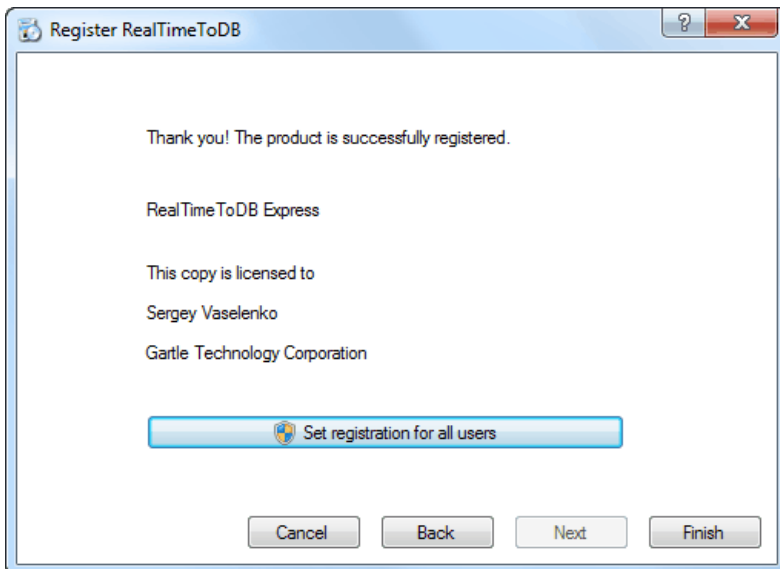 Register RealTimeToDB
Thank you! The product is successfully registered.
RealTimeToDB Express
This copy is licensed to
Sergey Vaselenko
Gartle Technology Corporation
Set registration for all users
Cancel Back Next Finish